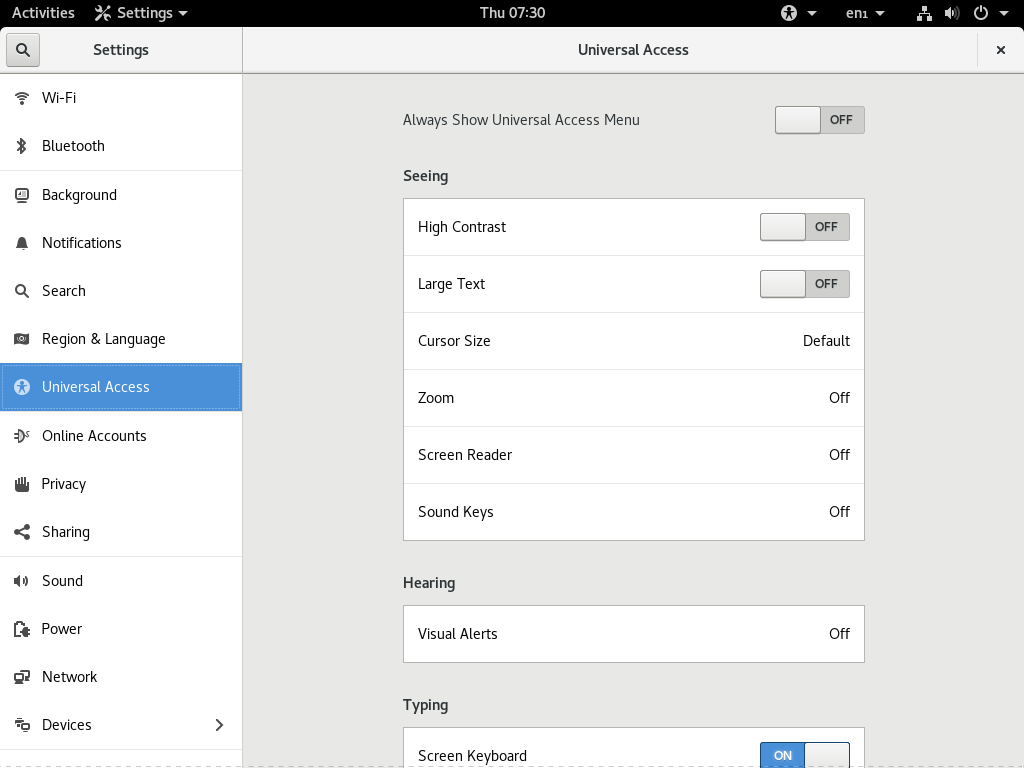 Activities Settings Thu 07:30 en₁
Settings Universal Access
Wi-Fi
Bluetooth
Background
Notifications
Search
Region & Language
Universal Access
Online Accounts
Privacy
Sharing
Sound
Power
Network
Devices
Always Show Universal Access Menu OFF
Seeing
High Contrast OFF
Large Text OFF
Cursor Size Default
Zoom Off
Screen Reader Off
Sound Keys Off
Hearing
Visual Alerts Off
Typing
Screen Keyboard ON